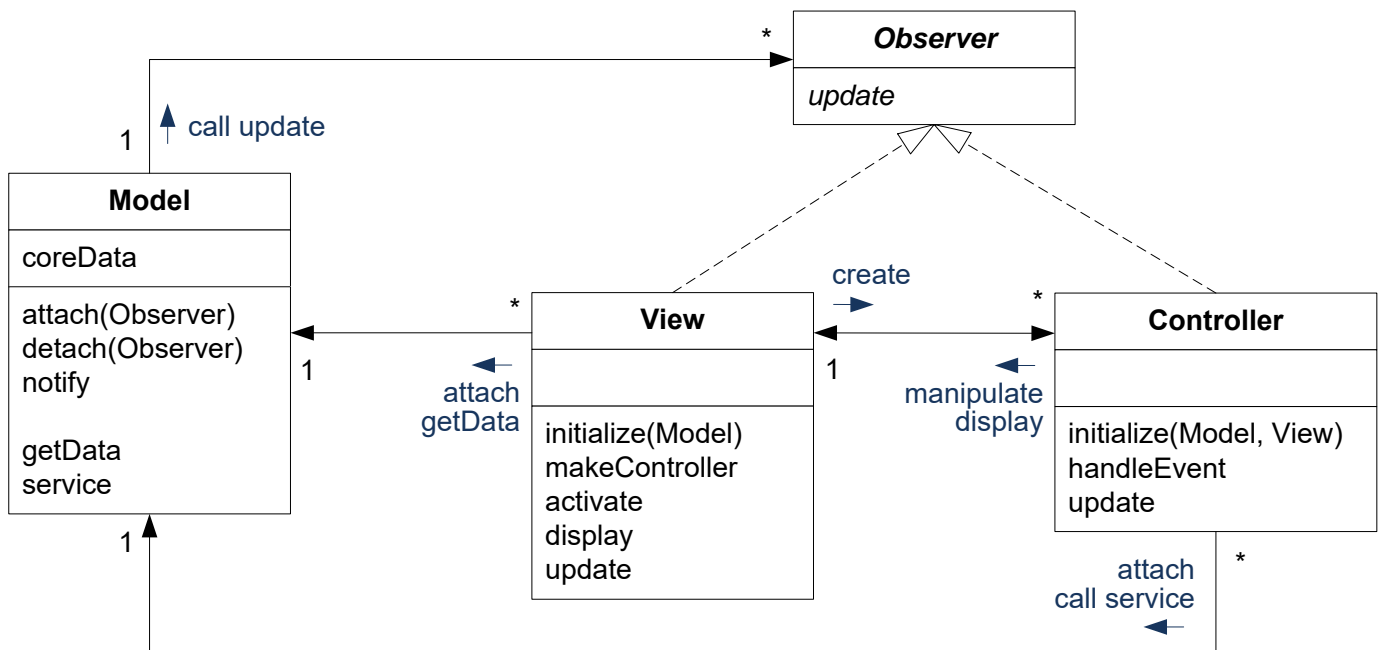 *
Observer
update
call update
1
Model
coreData
attach(Observer)
detach(Observer)
notify
getData
service
1
*
1
attach
getData
View
initialize(Model)
makeController
activate
display
update
create
*
1
manipulate
display
Controller
initialize(Model, View)
handleEvent
update
*
attach
call service